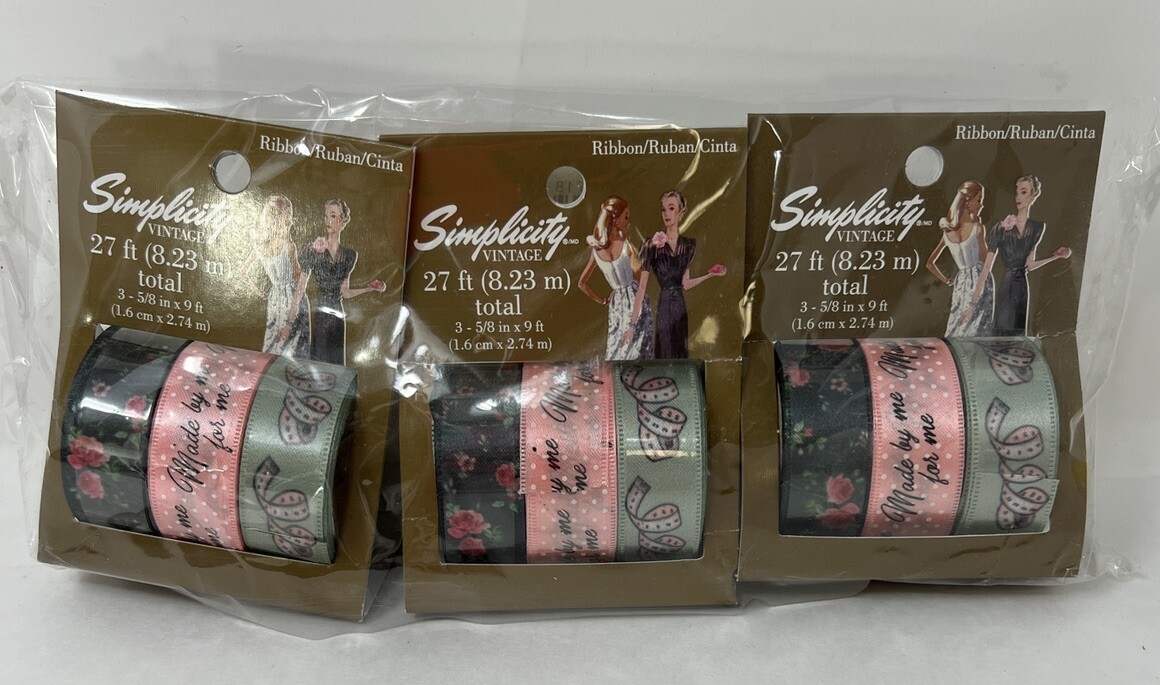 Ribbon/Ruban/Cinta
Simplicity
VINTAGE
27 ft (8.23 m)
total
3 - 5/8 in x 9 ft
(1.6 cm x 2.74 m)
Made by me
for me
me
Ribbon/Ruban/Cinta
Simplicity®/MD
VINTAGE
27 ft (8.23 m)
total
3 - 5/8 in x 9 ft
(1.6 cm x 2.74 m)
me
by me
me
Ribbon/Ruban/Cinta
Simplicity®/MD
VINTAGE
27 ft (8.23 m)
total
3 - 5/8 in x 9 ft
(1.6 cm x 2.74 m)
Made by me
for me